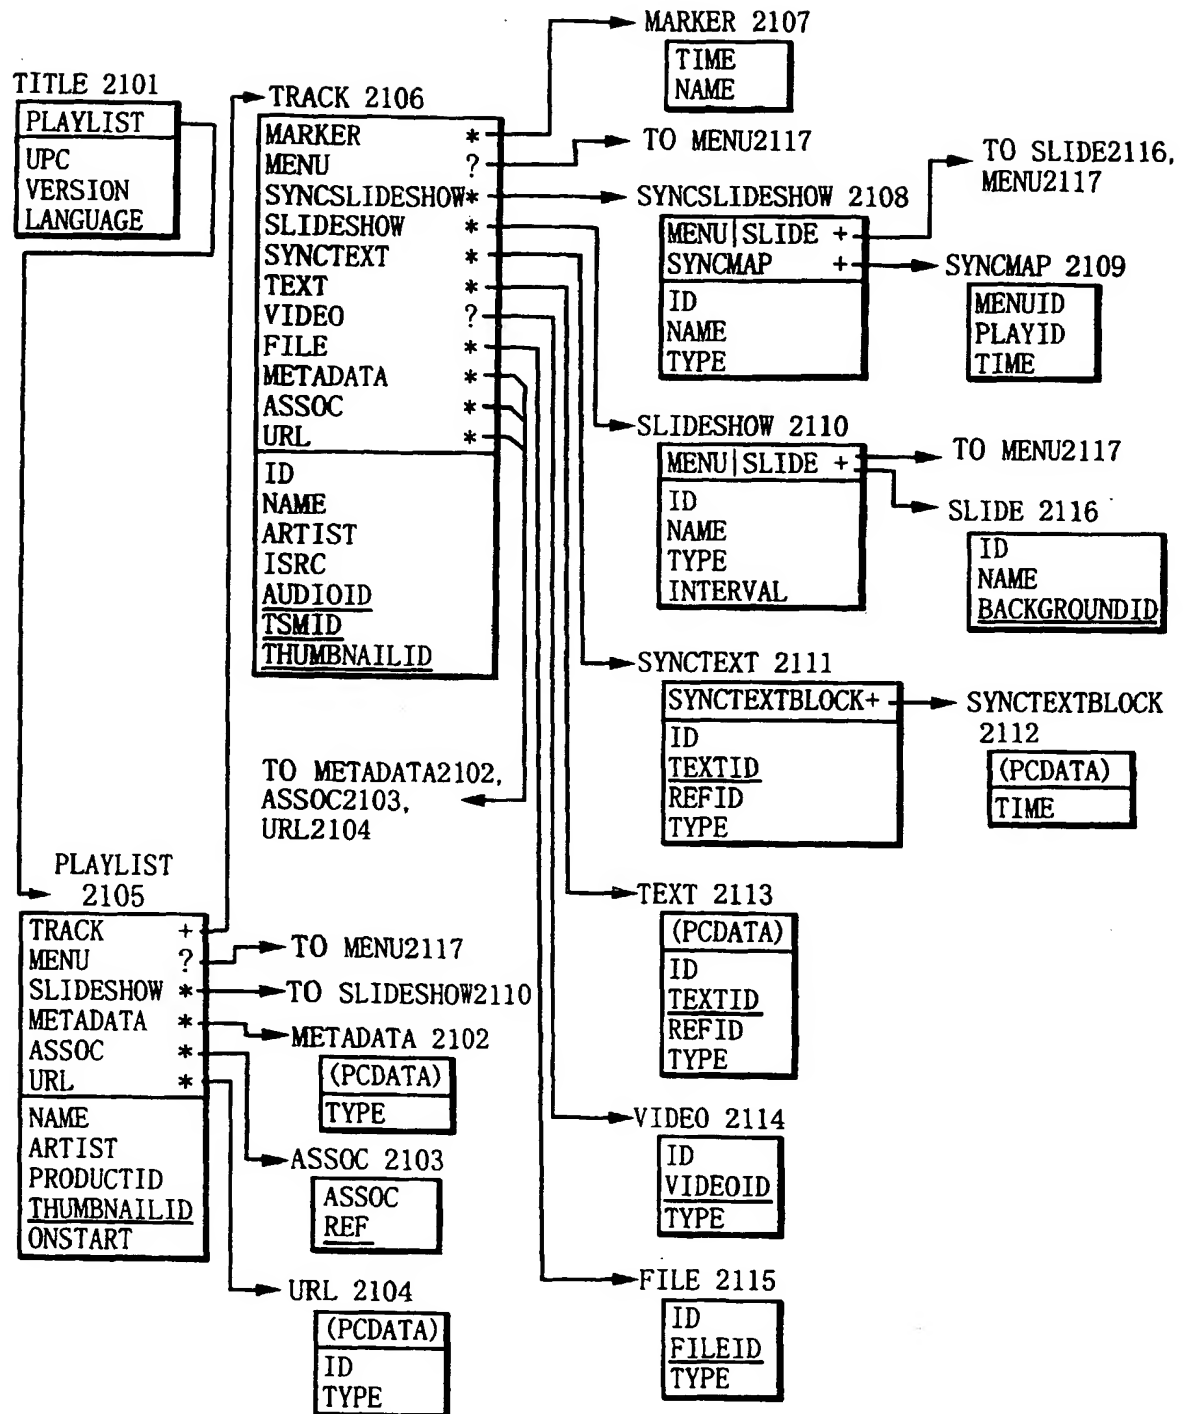 TITLE 2101
PLAYLIST
UPC
VERSION
LANGUAGE
TRACK 2106
MARKER *
MENU ?
SYNCSLIDESHOW*
SLIDESHOW *
SYNCTEXT *
TEXT *
VIDEO ?
FILE *
METADATA *
ASSOC *
URL *
ID
NAME
ARTIST
ISRC
AUDIOID
TSMID
THUMBNAILID
MARKER 2107
TIME
NAME
TO MENU2117
SYNCSLIDESHOW 2108
MENU|SLIDE +
SYNCMAP +
ID
NAME
TYPE
TO SLIDE2116,
MENU2117
SYNCMAP 2109
MENUID
PLAYID
TIME
SLIDESHOW 2110
MENU|SLIDE +
ID
NAME
TYPE
INTERVAL
TO MENU2117
SLIDE 2116
ID
NAME
BACKGROUNDID
SYNCTEXT 2111
SYNCTEXTBLOCK+
ID
TEXTID
REFID
TYPE
SYNCTEXTBLOCK
2112
(PCDATA)
TIME
TO METADATA2102,
ASSOC2103,
URL2104
TEXT 2113
(PCDATA)
ID
TEXTID
REFID
TYPE
VIDEO 2114
ID
VIDEOID
TYPE
FILE 2115
ID
FILEID
TYPE
PLAYLIST
2105
TRACK +
MENU ?
SLIDESHOW *
METADATA *
ASSOC *
URL *
NAME
ARTIST
PRODUCTID
THUMBNAILID
ONSTART
TO MENU2117
TO SLIDESHOW2110
METADATA 2102
(PCDATA)
TYPE
ASSOC 2103
ASSOC
REF
URL 2104
(PCDATA)
ID
TYPE